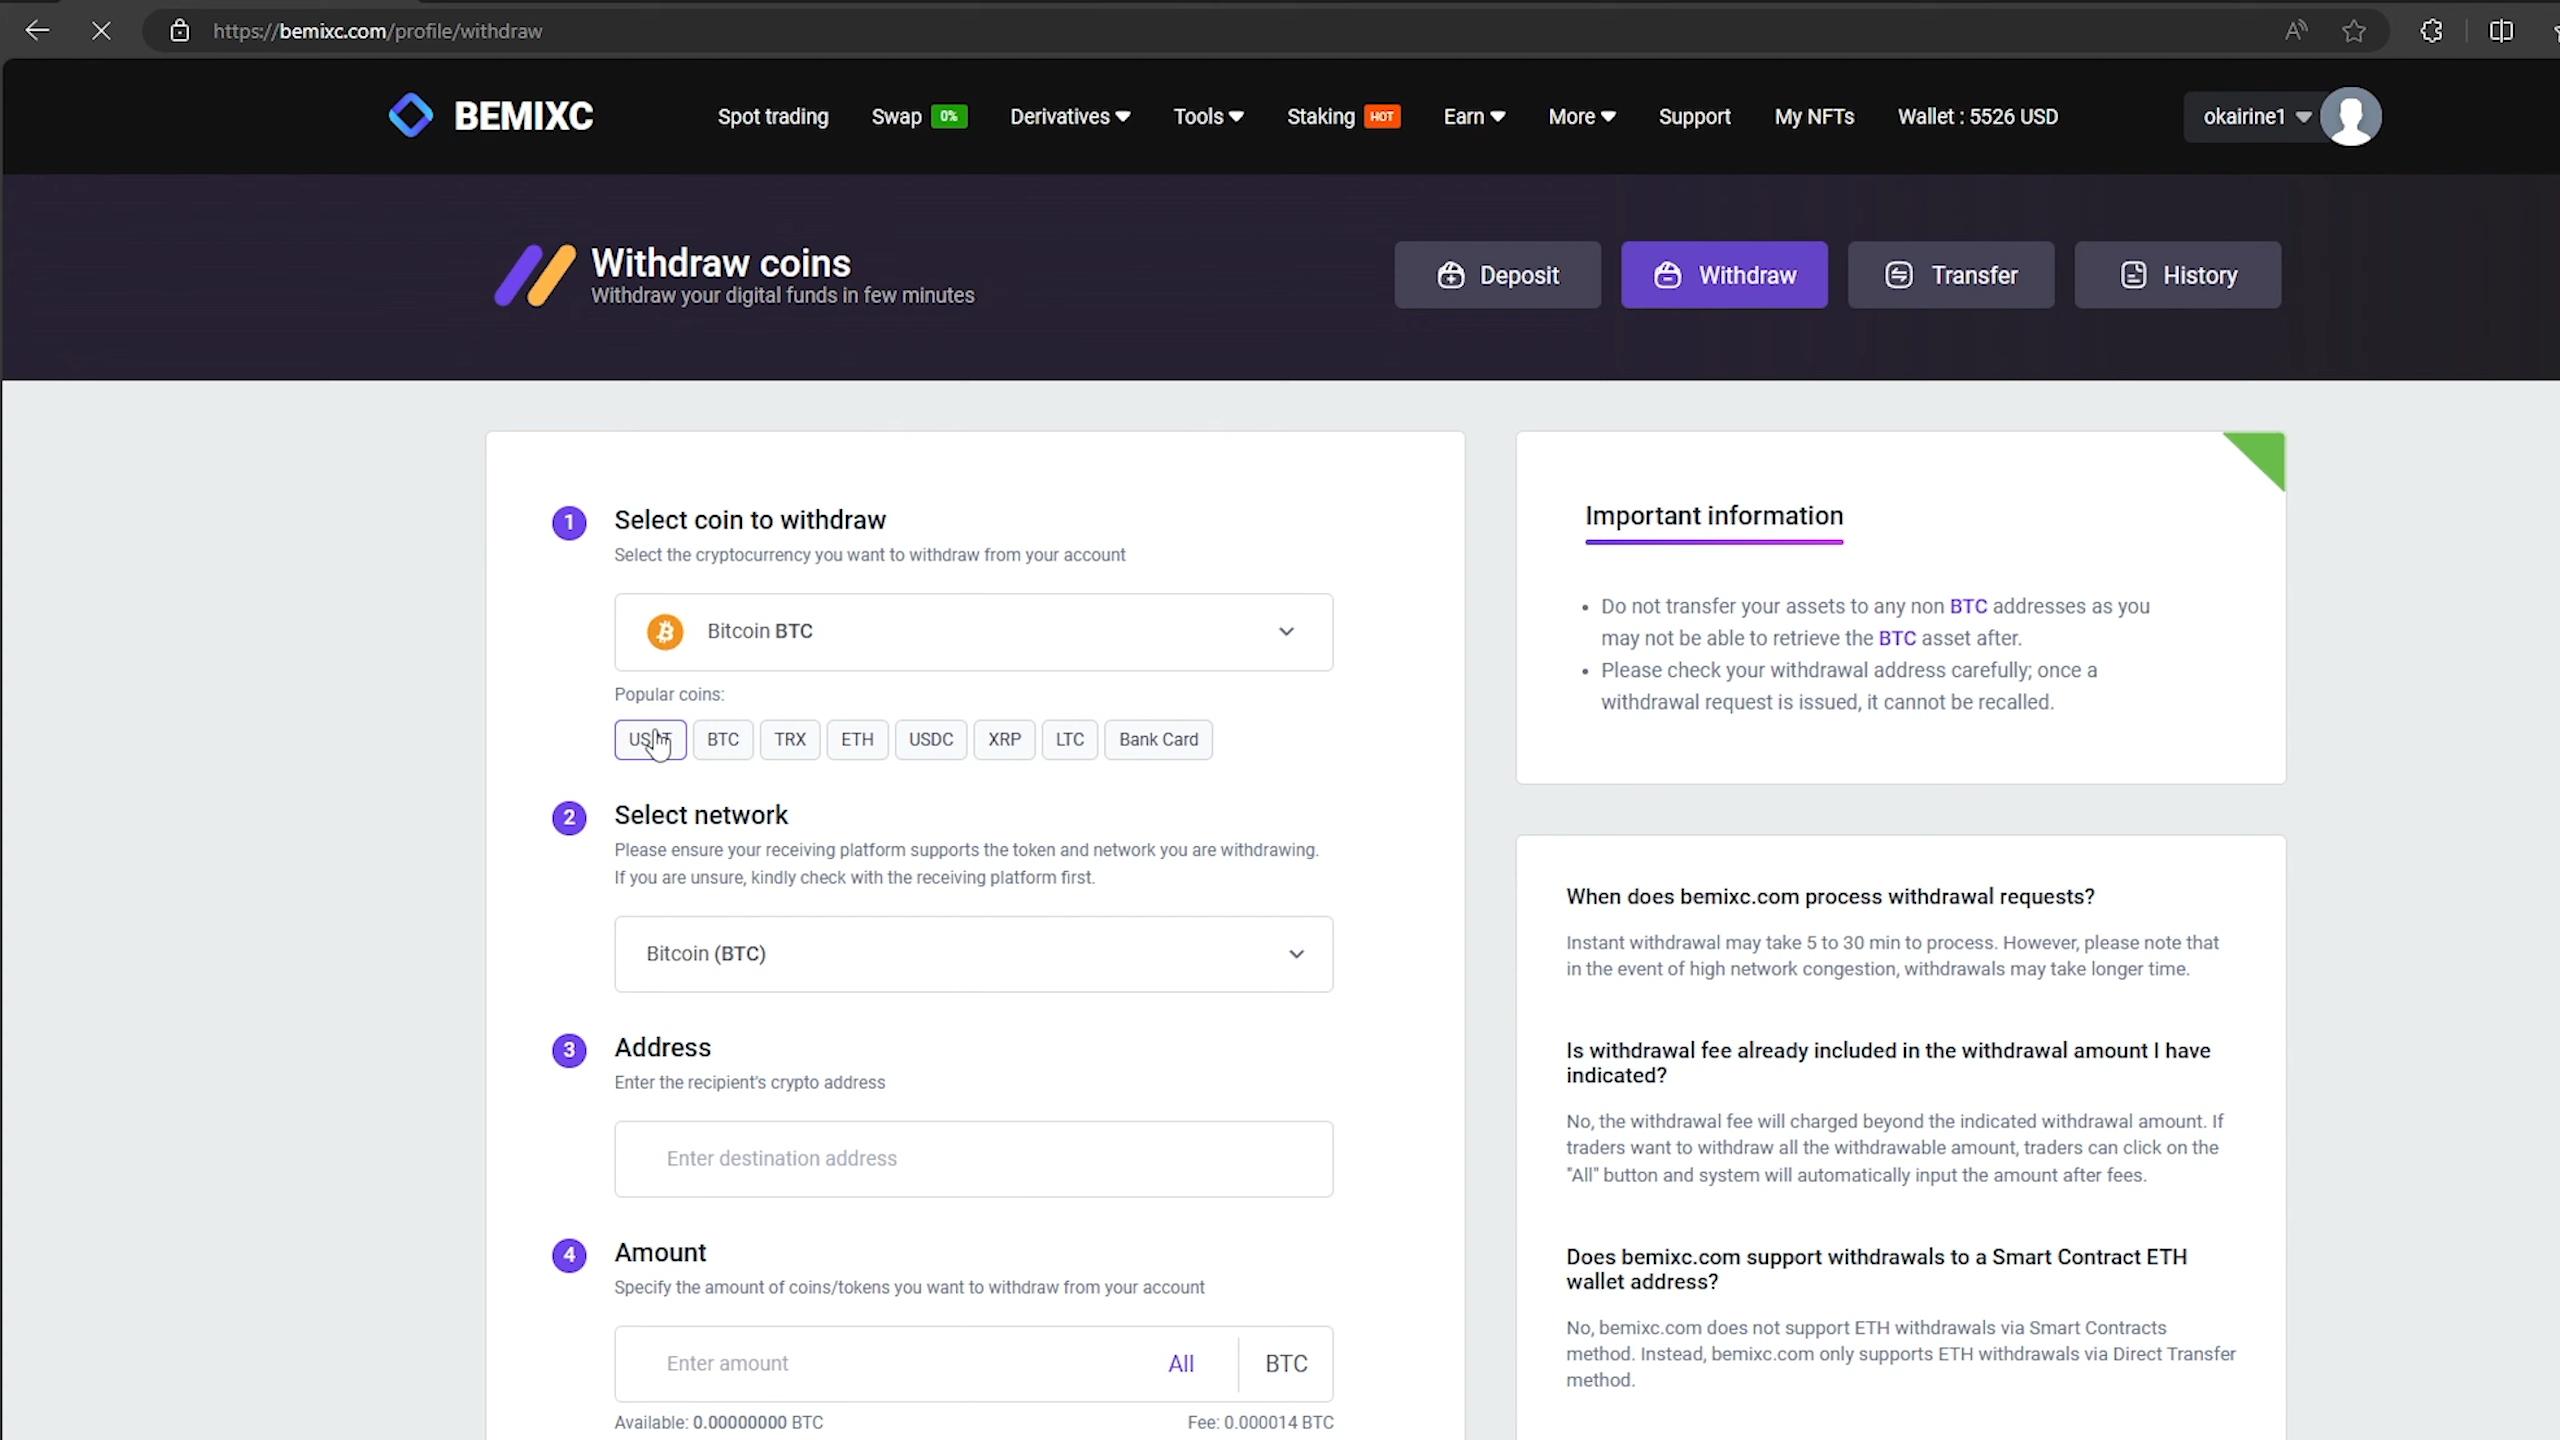 https://bemixc.com/profile/withdraw
BEMIXC
Spot trading
Swap 0%
Derivatives
Tools
Staking HOT
Earn
More
Support
My NFTs
Wallet : 5526 USD
okairine1
Withdraw coins
Withdraw your digital funds in few minutes
Deposit
Withdraw
Transfer
History
1
Select coin to withdraw
Select the cryptocurrency you want to withdraw from your account
Bitcoin BTC
Popular coins:
BTC
TRX
ETH
USDC
XRP
LTC
Bank Card
2
Select network
Please ensure your receiving platform supports the token and network you are withdrawing.
If you are unsure, kindly check with the receiving platform first.
Bitcoin (BTC)
3
Address
Enter the recipient's crypto address
Enter destination address
4
Amount
Specify the amount of coins/tokens you want to withdraw from your account
Enter amount
All
BTC
Available: 0.00000000 BTC
Fee: 0.000014 BTC
Important information
• Do not transfer your assets to any non BTC addresses as you
may not be able to retrieve the BTC asset after.
• Please check your withdrawal address carefully; once a
withdrawal request is issued, it cannot be recalled.
When does bemixc.com process withdrawal requests?
Instant withdrawal may take 5 to 30 min to process. However, please note that
in the event of high network congestion, withdrawals may take longer time.
Is withdrawal fee already included in the withdrawal amount I have
indicated?
No, the withdrawal fee will charged beyond the indicated withdrawal amount. If
traders want to withdraw all the withdrawable amount, traders can click on the
"All" button and system will automatically input the amount after fees.
Does bemixc.com support withdrawals to a Smart Contract ETH
wallet address?
No, bemixc.com does not support ETH withdrawals via Smart Contracts
method. Instead, bemixc.com only supports ETH withdrawals via Direct Transfer
method.